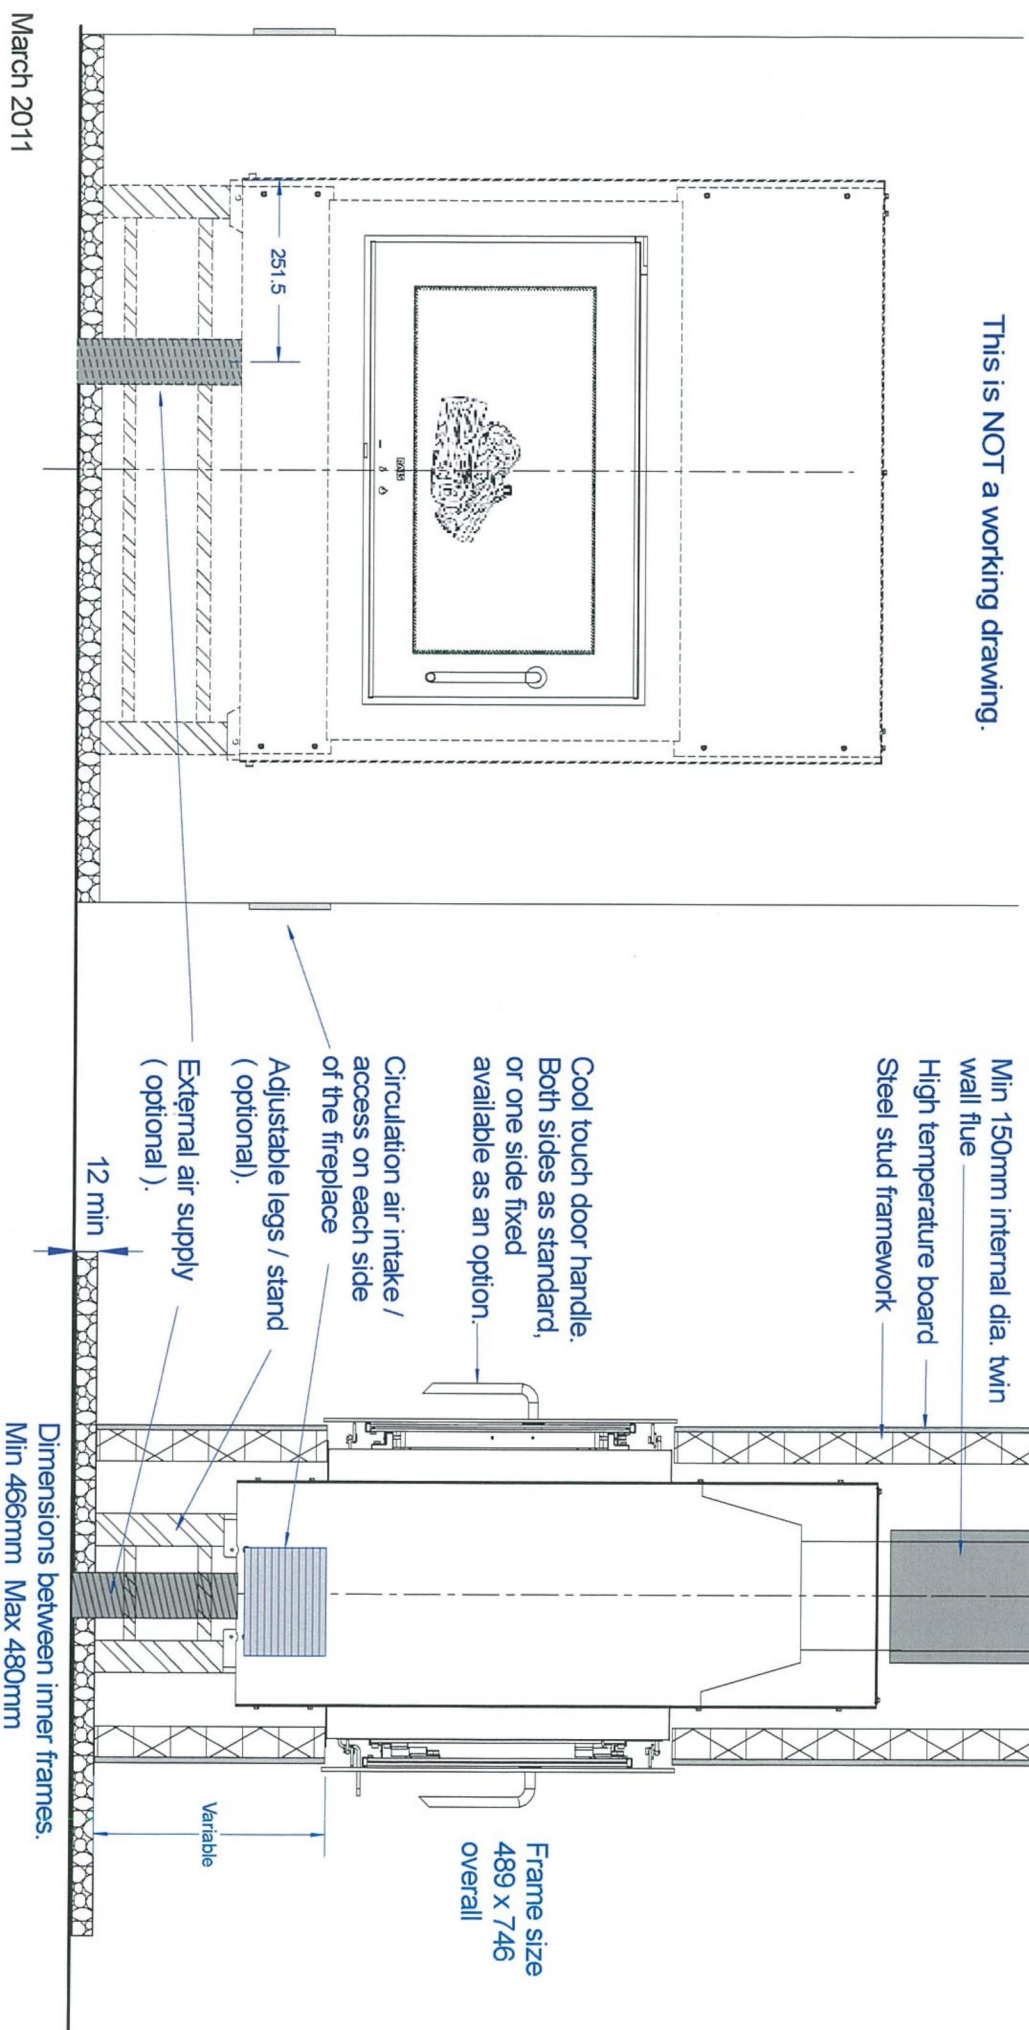 This is NOT a working drawing.
Min 150mm internal dia. twin
wall flue
High temperature board
Steel stud framework
Cool touch door handle.
Both sides as standard,
or one side fixed
available as an option.
Circulation air intake /
access on each side
of the fireplace
Adjustable legs / stand
( optional).
External air supply
( optional ).
12 min
251.5
Frame size
489 x 746
overall
Variable
Dimensions between inner frames.
Min 466mm Max 480mm
March 2011